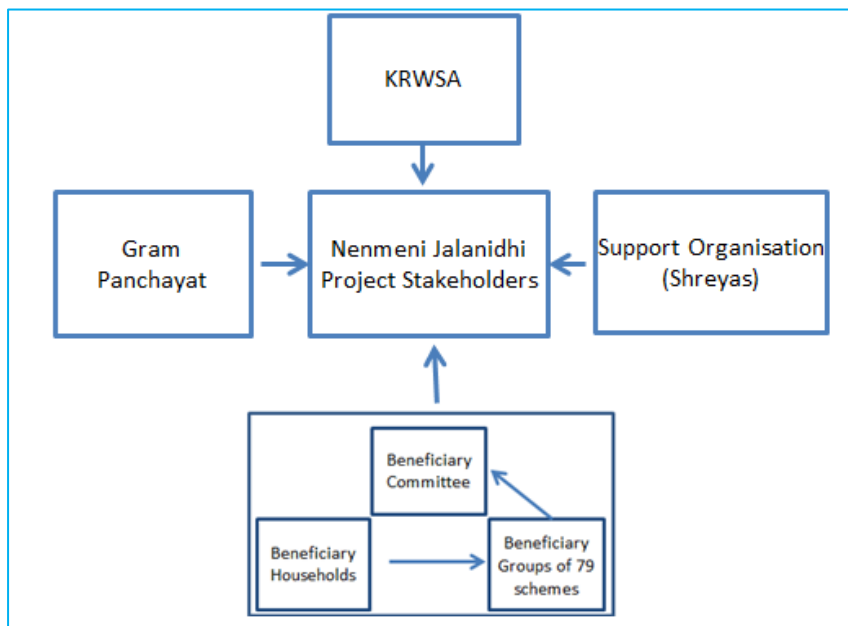 KRWSA
Gram
Panchayat
Nenmeni Jalanidhi
Project Stakeholders
Support Organisation
(Shreyas)
Beneficiary
Committee
Beneficiary
Households
Beneficiary
Groups of 79
schemes